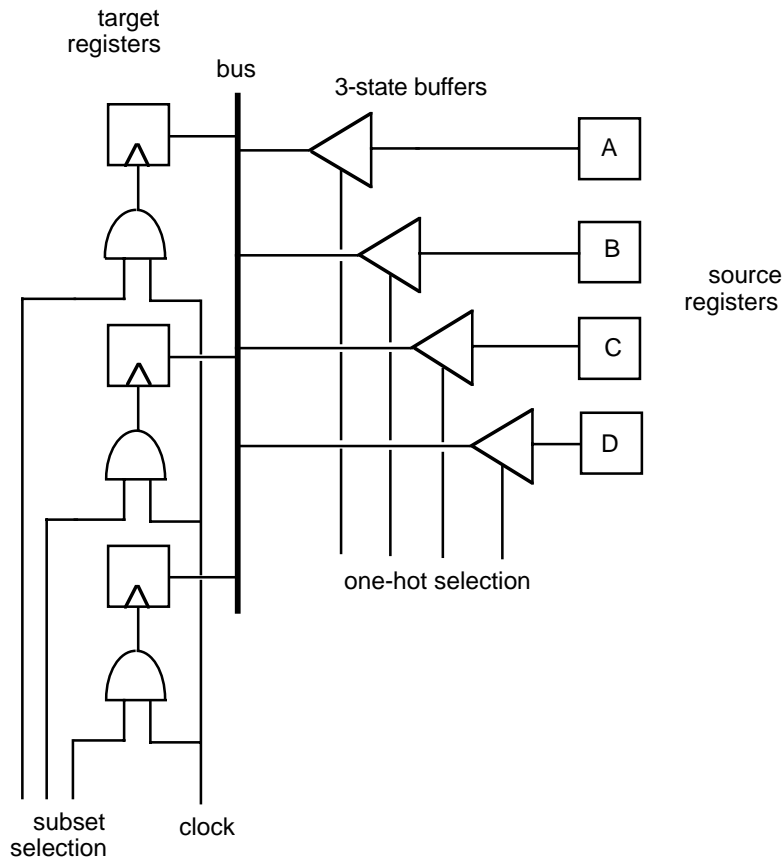 target
registers
bus
3-state buffers
A
B
source
registers
C
D
one-hot selection
subset
selection
clock